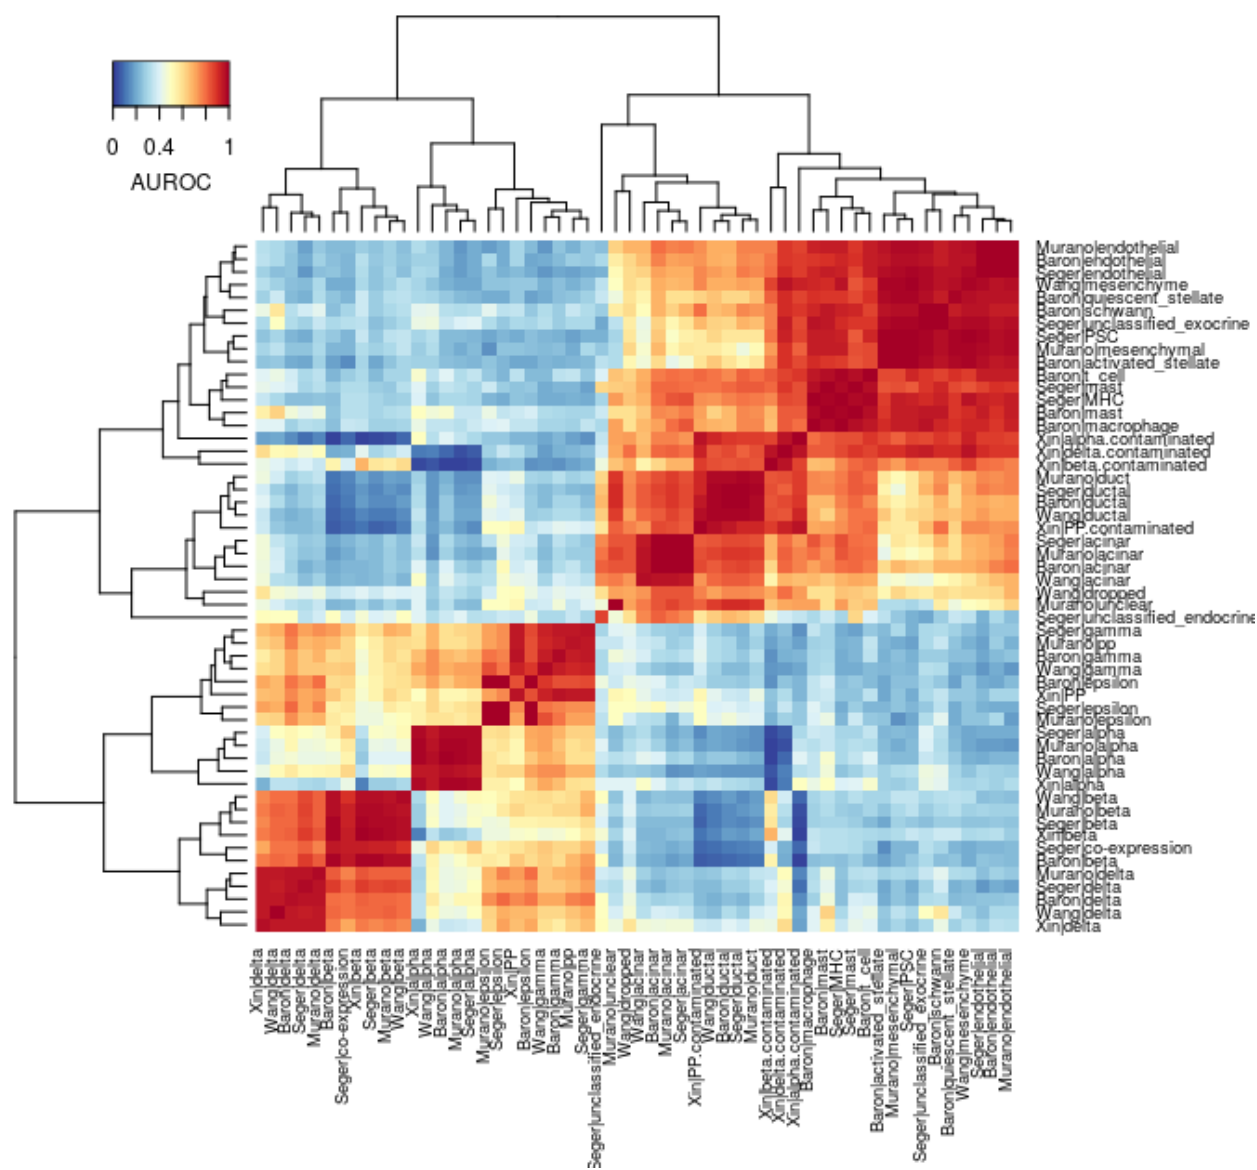 0 0.4 1
AUROC
Murano|endothelial
Baron|endothelial
Seger|endothelial
Wang|mesenchyme
Baron|quiescent_stellate
Baron|schwann
Seger|unclassified_exocrine
Seger|PSC
Murano|mesenchymal
Baron|activated_stellate
Baron|t_cell
Seger|mast
Seger|MHC
Baron|mast
Baron|macrophage
Xin|alpha.contaminated
Xin|delta.contaminated
Xin|beta.contaminated
Murano|duct
Seger|ductal
Baron|ductal
Wang|ductal
Xin|PP.contaminated
Seger|acinar
Murano|acinar
Baron|acinar
Wang|acinar
Wang|dropped
Murano|unclear
Seger|unclassified_endocrine
Seger|gamma
Murano|pp
Baron|gamma
Wang|gamma
Baron|epsilon
Xin|PP
Seger|epsilon
Murano|epsilon
Seger|alpha
Murano|alpha
Baron|alpha
Wang|alpha
Xin|alpha
Wang|beta
Murano|beta
Seger|beta
Xin|beta
Seger|co-expression
Baron|beta
Murano|delta
Seger|delta
Baron|delta
Wang|delta
Xin|delta
Xin|delta
Wang|delta
Baron|delta
Seger|delta
Murano|delta
Baron|beta
Seger|co-expression
Xin|beta
Seger|beta
Murano|beta
Wang|beta
Xin|alpha
Wang|alpha
Baron|alpha
Murano|alpha
Seger|alpha
Murano|epsilon
Seger|epsilon
Xin|PP
Baron|epsilon
Wang|gamma
Baron|gamma
Murano|pp
Seger|gamma
Seger|unclassified_endocrine
Murano|unclear
Wang|dropped
Wang|acinar
Baron|acinar
Murano|acinar
Seger|acinar
Xin|PP.contaminated
Wang|ductal
Baron|ductal
Seger|ductal
Murano|duct
Xin|beta.contaminated
Xin|delta.contaminated
Xin|alpha.contaminated
Baron|macrophage
Baron|mast
Seger|MHC
Seger|mast
Baron|t_cell
Baron|activated_stellate
Murano|mesenchymal
Seger|PSC
Seger|unclassified_exocrine
Baron|schwann
Baron|quiescent_stellate
Wang|mesenchyme
Seger|endothelial
Baron|endothelial
Murano|endothelial